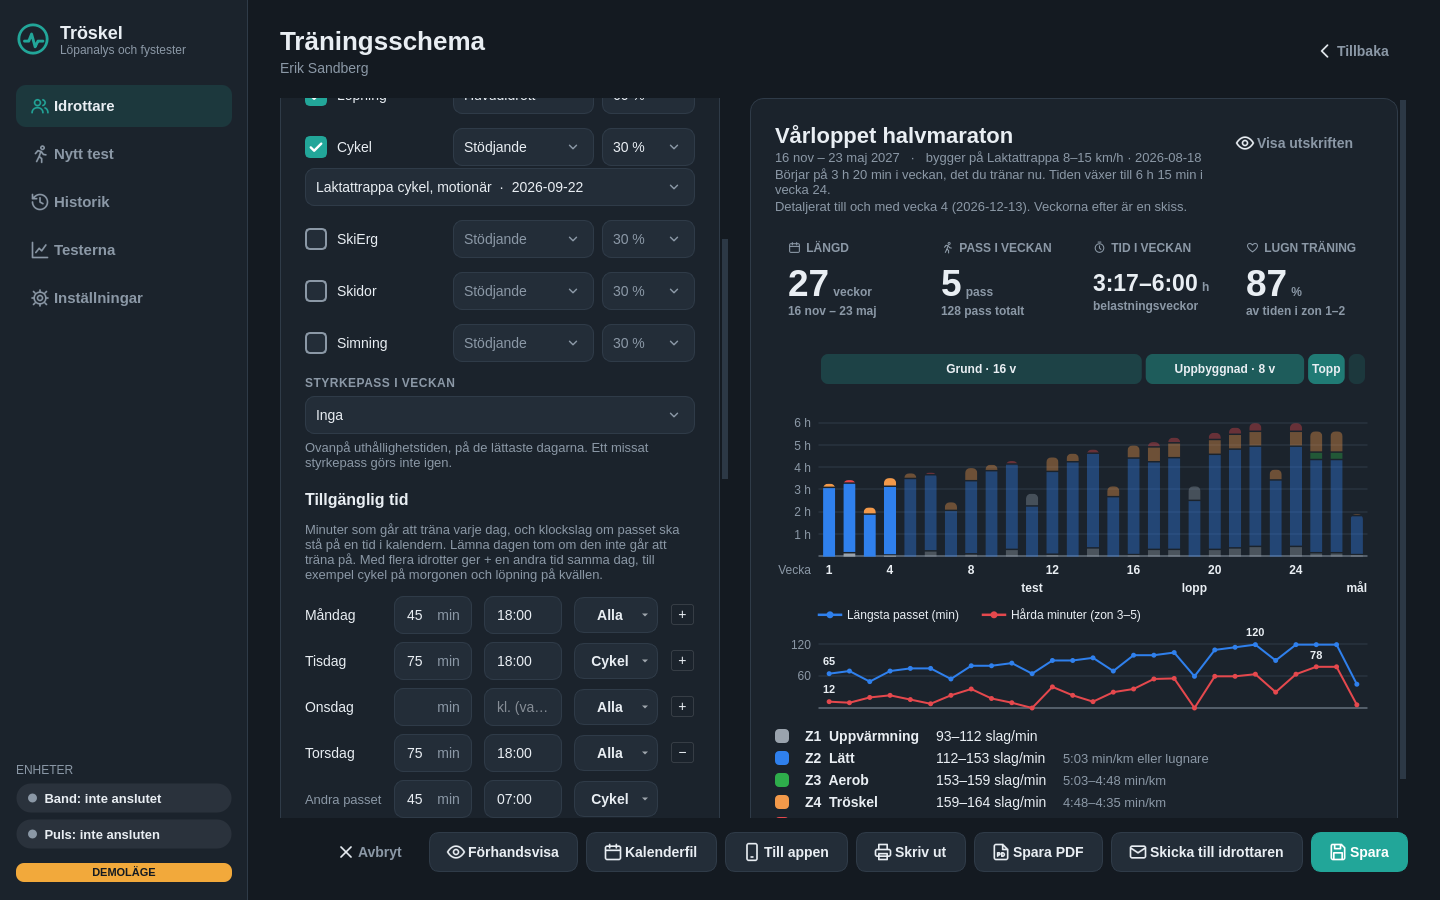 Tröskel
Löpanalys och fystester
Idrottare
Nytt test
Historik
Testerna
Inställningar
ENHETER
Band: inte anslutet
Puls: inte ansluten
DEMOLÄGE
Träningsschema
Erik Sandberg
Tillbaka
Cykel Stödjande 30 %
Laktattrappa cykel, motionär · 2026-09-22
SkiErg Stödjande 30 %
Skidor Stödjande 30 %
Simning Stödjande 30 %
STYRKEPASS I VECKAN
Inga
Ovanpå uthållighetstiden, på de lättaste dagarna. Ett missat
styrkepass görs inte igen.
Tillgänglig tid
Minuter som går att träna varje dag, och klockslag om passet ska
stå på en tid i kalendern. Lämna dagen tom om den inte går att
träna på. Med flera idrotter ger + en andra tid samma dag, till
exempel cykel på morgonen och löpning på kvällen.
Måndag 45 min 18:00 Alla +
Tisdag 75 min 18:00 Cykel +
Onsdag min kl. (va… Alla +
Torsdag 75 min 18:00 Alla −
Andra passet 45 min 07:00 Cykel
Vårloppet halvmaraton
Visa utskriften
16 nov – 23 maj 2027 · bygger på Laktattrappa 8–15 km/h · 2026-08-18
Börjar på 3 h 20 min i veckan, det du tränar nu. Tiden växer till 6 h 15 min i
vecka 24.
Detaljerat till och med vecka 4 (2026-12-13). Veckorna efter är en skiss.
LÄNGD
27 veckor
16 nov – 23 maj
PASS I VECKAN
5 pass
128 pass totalt
TID I VECKAN
3:17–6:00 h
belastningsveckor
LUGN TRÄNING
87 %
av tiden i zon 1–2
Grund · 16 v Uppbyggnad · 8 v Topp
6 h
5 h
4 h
3 h
2 h
1 h
Vecka 1 4 8 12 16 20 24
test lopp mål
Längsta passet (min) Hårda minuter (zon 3–5)
120
60
65
12
120
78
Z1 Uppvärmning 93–112 slag/min
Z2 Lätt 112–153 slag/min 5:03 min/km eller lugnare
Z3 Aerob 153–159 slag/min 5:03–4:48 min/km
Z4 Tröskel 159–164 slag/min 4:48–4:35 min/km
Avbryt
Förhandsvisa
Kalenderfil
Till appen
Skriv ut
Spara PDF
Skicka till idrottaren
Spara